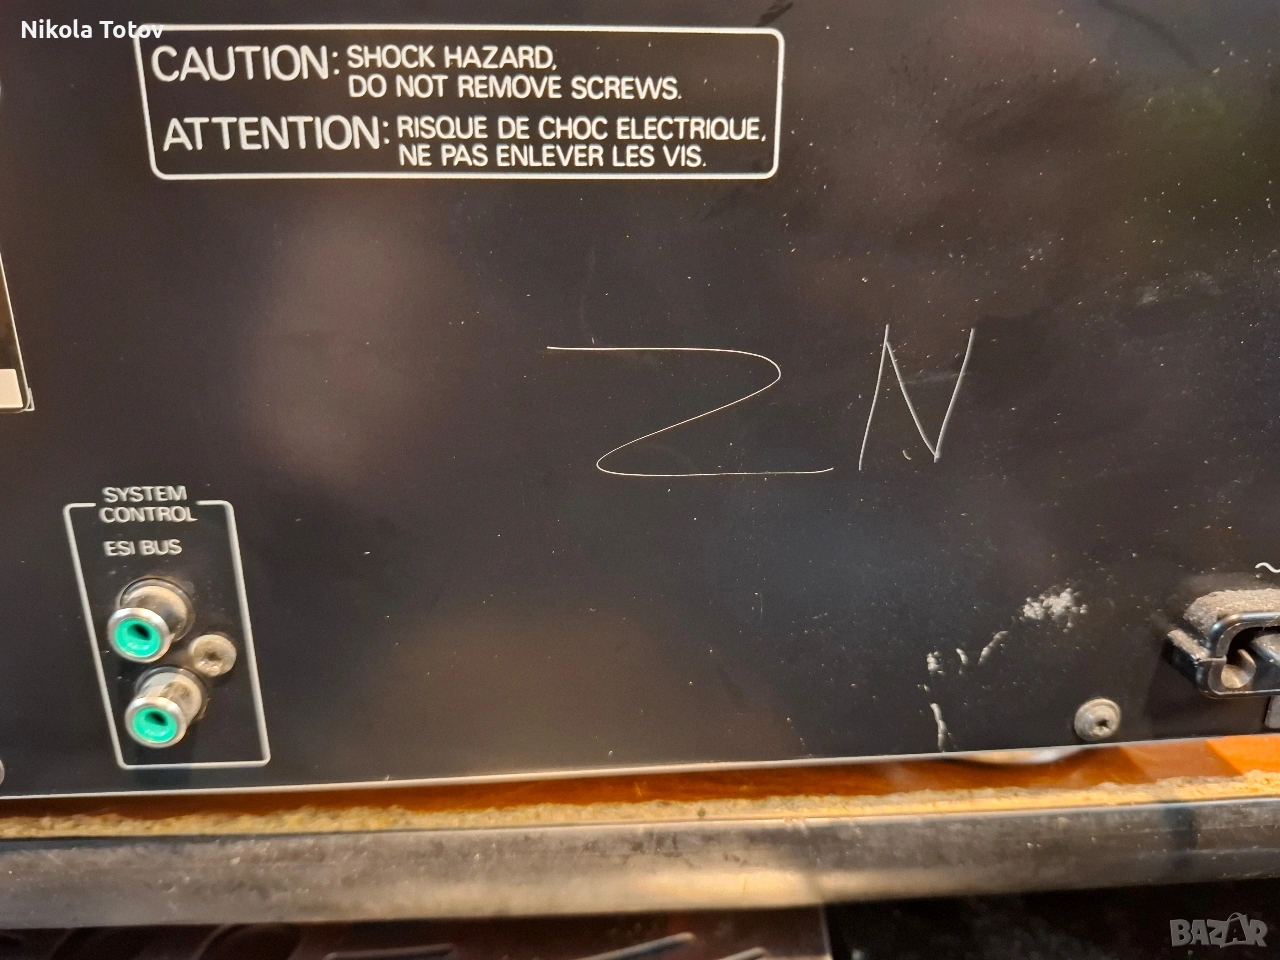 Nikola Totov
CAUTION: SHOCK HAZARD,
DO NOT REMOVE SCREWS.
ATTENTION: RISQUE DE CHOC ELECTRIQUE,
NE PAS ENLEVER LES VIS.
ZN
SYSTEM
CONTROL
ESI BUS
BAZAR